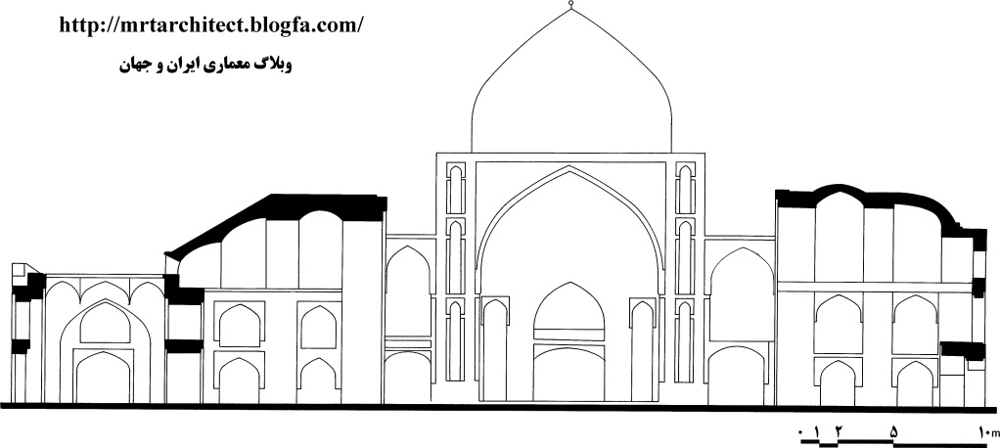 http://mrtarchitect.blogfa.com/
وبلاگ معماری ایران و جهان
۰ ۱ ۲ ۵ ۱۰m